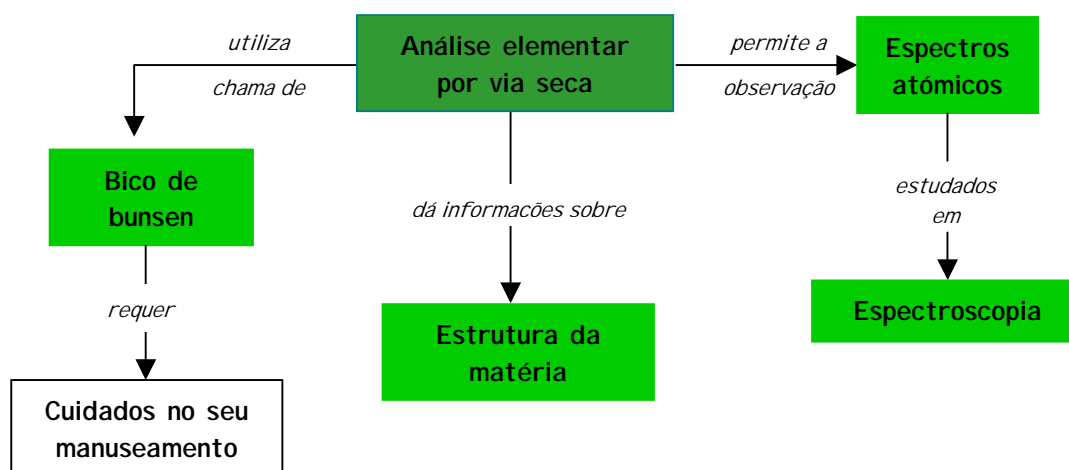 utiliza
chama de
Análise elementar
por via seca
permite a
observação
Espectros
atómicos
Bico de
bunsen
dá informacões sobre
estudados
em
requer
Estrutura da
matéria
Espectroscopia
Cuidados no seu
manuseamento